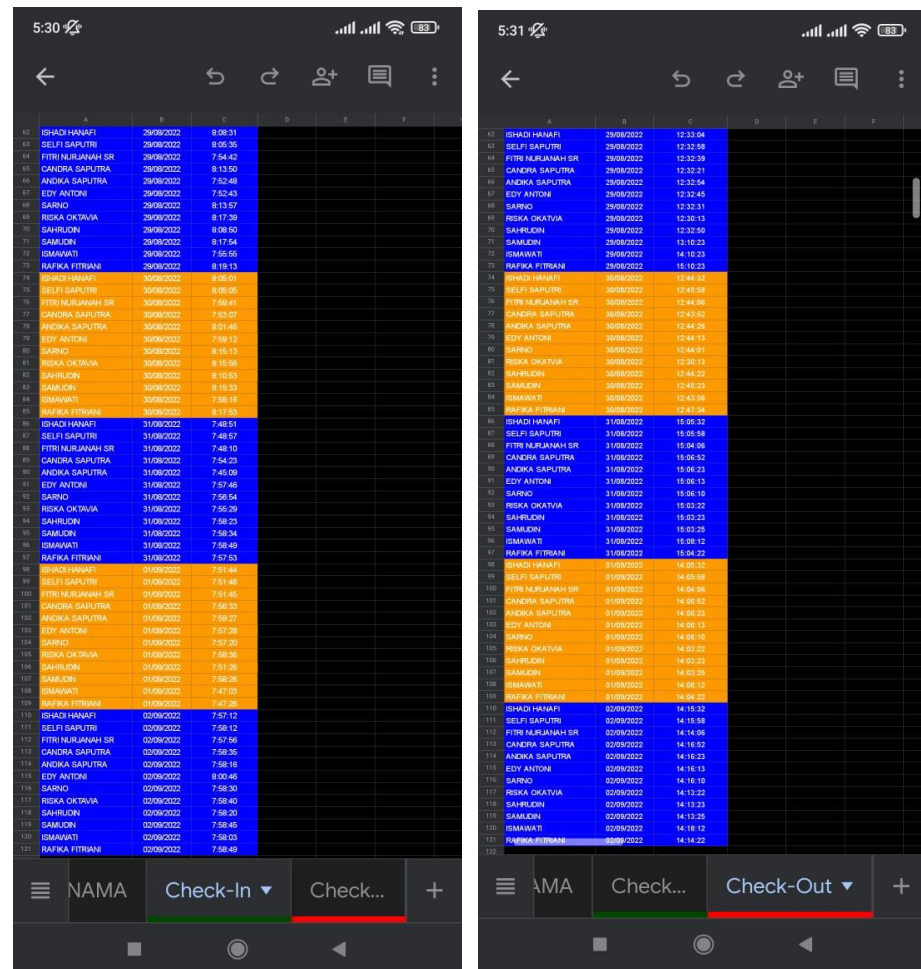 5:30
83
A B C D E F
62 ISHADI HANAFI 29/08/2022 8:08:31
63 SELFI SAPUTRI 29/08/2022 8:05:35
64 FITRI NURJANAH SR 29/08/2022 7:54:42
65 CANDRA SAPUTRA 29/08/2022 8:13:50
66 ANDIKA SAPUTRA 29/08/2022 7:52:48
67 EDY ANTONI 29/08/2022 7:52:43
68 SARNO 29/08/2022 8:13:57
69 RISKA OKTAVIA 29/08/2022 8:17:39
70 SAHRUDIN 29/08/2022 8:08:50
71 SAMUDIN 29/08/2022 8:17:54
72 ISMAWATI 29/08/2022 7:55:55
73 RAFIKA FITRIANI 29/08/2022 8:19:13
74 ISHADI HANAFI 30/08/2022 8:05:01
75 SELFI SAPUTRI 30/08/2022 8:05:05
76 FITRI NURJANAH SR 30/08/2022 7:59:41
77 CANDRA SAPUTRA 30/08/2022 7:53:07
78 ANDIKA SAPUTRA 30/08/2022 8:01:46
79 EDY ANTONI 30/08/2022 7:59:12
80 SARNO 30/08/2022 8:15:13
81 RISKA OKTAVIA 30/08/2022 8:15:56
82 SAHRUDIN 30/08/2022 8:10:53
83 SAMUDIN 30/08/2022 8:15:33
84 ISMAWATI 30/08/2022 7:58:16
85 RAFIKA FITRIANI 30/08/2022 8:17:53
86 ISHADI HANAFI 31/08/2022 7:48:51
87 SELFI SAPUTRI 31/08/2022 7:48:57
88 FITRI NURJANAH SR 31/08/2022 7:48:10
89 CANDRA SAPUTRA 31/08/2022 7:54:23
90 ANDIKA SAPUTRA 31/08/2022 7:45:09
91 EDY ANTONI 31/08/2022 7:57:46
92 SARNO 31/08/2022 7:56:54
93 RISKA OKTAVIA 31/08/2022 7:55:29
94 SAHRUDIN 31/08/2022 7:58:23
95 SAMUDIN 31/08/2022 7:58:34
96 ISMAWATI 31/08/2022 7:58:49
97 RAFIKA FITRIANI 31/08/2022 7:57:53
98 ISHADI HANAFI 01/09/2022 7:51:44
99 SELFI SAPUTRI 01/09/2022 7:51:48
100 FITRI NURJANAH SR 01/09/2022 7:51:45
101 CANDRA SAPUTRA 01/09/2022 7:56:33
102 ANDIKA SAPUTRA 01/09/2022 7:59:27
103 EDY ANTONI 01/09/2022 7:57:28
104 SARNO 01/09/2022 7:57:20
105 RISKA OKTAVIA 01/09/2022 7:58:36
106 SAHRUDIN 01/09/2022 7:51:26
107 SAMUDIN 01/09/2022 7:58:26
108 ISMAWATI 01/09/2022 7:47:03
109 RAFIKA FITRIANI 01/09/2022 7:47:26
110 ISHADI HANAFI 02/09/2022 7:57:12
111 SELFI SAPUTRI 02/09/2022 7:58:12
112 FITRI NURJANAH SR 02/09/2022 7:57:56
113 CANDRA SAPUTRA 02/09/2022 7:58:35
114 ANDIKA SAPUTRA 02/09/2022 7:58:16
115 EDY ANTONI 02/09/2022 8:00:46
116 SARNO 02/09/2022 7:58:30
117 RISKA OKTAVIA 02/09/2022 7:58:40
118 SAHRUDIN 02/09/2022 7:58:20
119 SAMUDIN 02/09/2022 7:58:45
120 ISMAWATI 02/09/2022 7:58:03
121 RAFIKA FITRIANI 02/09/2022 7:58:49
NAMA Check-In Check...
5:31
83
A B C D E F
62 ISHADI HANAFI 29/08/2022 12:33:04
63 SELFI SAPUTRI 29/08/2022 12:32:58
64 FITRI NURJANAH SR 29/08/2022 12:32:39
65 CANDRA SAPUTRA 29/08/2022 12:32:21
66 ANDIKA SAPUTRA 29/08/2022 12:32:54
67 EDY ANTONI 29/08/2022 12:32:45
68 SARNO 29/08/2022 12:32:31
69 RISKA OKATVIA 29/08/2022 12:30:13
70 SAHRUDIN 29/08/2022 12:32:50
71 SAMUDIN 29/08/2022 13:10:23
72 ISMAWATI 29/08/2022 14:10:23
73 RAFIKA FITRIANI 29/08/2022 15:10:23
74 ISHADI HANAFI 30/08/2022 12:44:32
75 SELFI SAPUTRI 30/08/2022 12:45:58
76 FITRI NURJANAH SR 30/08/2022 12:44:06
77 CANDRA SAPUTRA 30/08/2022 12:43:52
78 ANDIKA SAPUTRA 30/08/2022 12:44:26
79 EDY ANTONI 30/08/2022 12:44:13
80 SARNO 30/08/2022 12:44:01
81 RISKA OKATVIA 30/08/2022 12:30:13
82 SAHRUDIN 30/08/2022 12:44:22
83 SAMUDIN 30/08/2022 12:45:23
84 ISMAWATI 30/08/2022 12:43:56
85 RAFIKA FITRIANI 30/08/2022 12:47:34
86 ISHADI HANAFI 31/08/2022 15:05:32
87 SELFI SAPUTRI 31/08/2022 15:05:58
88 FITRI NURJANAH SR 31/08/2022 15:04:06
89 CANDRA SAPUTRA 31/08/2022 15:06:52
90 ANDIKA SAPUTRA 31/08/2022 15:06:23
91 EDY ANTONI 31/08/2022 15:06:13
92 SARNO 31/08/2022 15:06:10
93 RISKA OKATVIA 31/08/2022 15:03:22
94 SAHRUDIN 31/08/2022 15:03:23
95 SAMUDIN 31/08/2022 15:03:25
96 ISMAWATI 31/08/2022 15:08:12
97 RAFIKA FITRIANI 31/08/2022 15:04:22
98 ISHADI HANAFI 01/09/2022 14:05:32
99 SELFI SAPUTRI 01/09/2022 14:05:58
100 FITRI NURJANAH SR 01/09/2022 14:04:06
101 CANDRA SAPUTRA 01/09/2022 14:06:52
102 ANDIKA SAPUTRA 01/09/2022 14:06:23
103 EDY ANTONI 01/09/2022 14:06:13
104 SARNO 01/09/2022 14:06:10
105 RISKA OKATVIA 01/09/2022 14:03:22
106 SAHRUDIN 01/09/2022 14:03:23
107 SAMUDIN 01/09/2022 14:03:25
108 ISMAWATI 01/09/2022 14:08:12
109 RAFIKA FITRIANI 01/09/2022 14:04:22
110 ISHADI HANAFI 02/09/2022 14:15:32
111 SELFI SAPUTRI 02/09/2022 14:15:58
112 FITRI NURJANAH SR 02/09/2022 14:14:06
113 CANDRA SAPUTRA 02/09/2022 14:16:52
114 ANDIKA SAPUTRA 02/09/2022 14:16:23
115 EDY ANTONI 02/09/2022 14:16:13
116 SARNO 02/09/2022 14:16:10
117 RISKA OKATVIA 02/09/2022 14:13:22
118 SAHRUDIN 02/09/2022 14:13:23
119 SAMUDIN 02/09/2022 14:13:25
120 ISMAWATI 02/09/2022 14:18:12
121 RAFIKA FITRIANI 02/09/2022 14:14:22
122
AMA Check... Check-Out